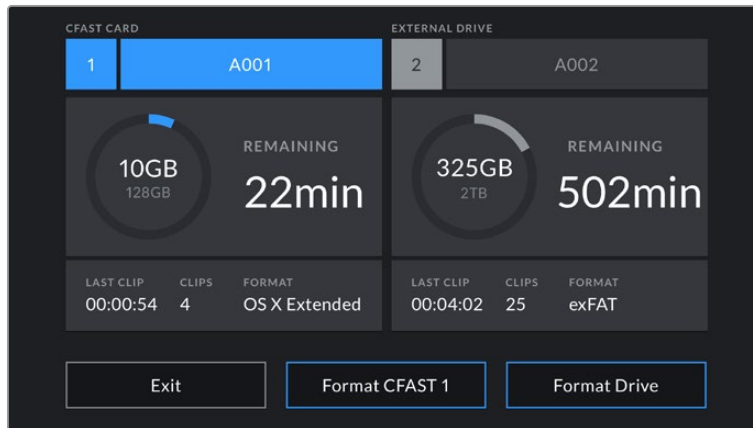 CFAST CARD
1 A001
10GB
128GB
REMAINING
22min
LAST CLIP CLIPS FORMAT
00:00:54 4 OS X Extended
EXTERNAL DRIVE
2 A002
325GB
2TB
REMAINING
502min
LAST CLIP CLIPS FORMAT
00:04:02 25 exFAT
Exit Format CFAST 1 Format Drive